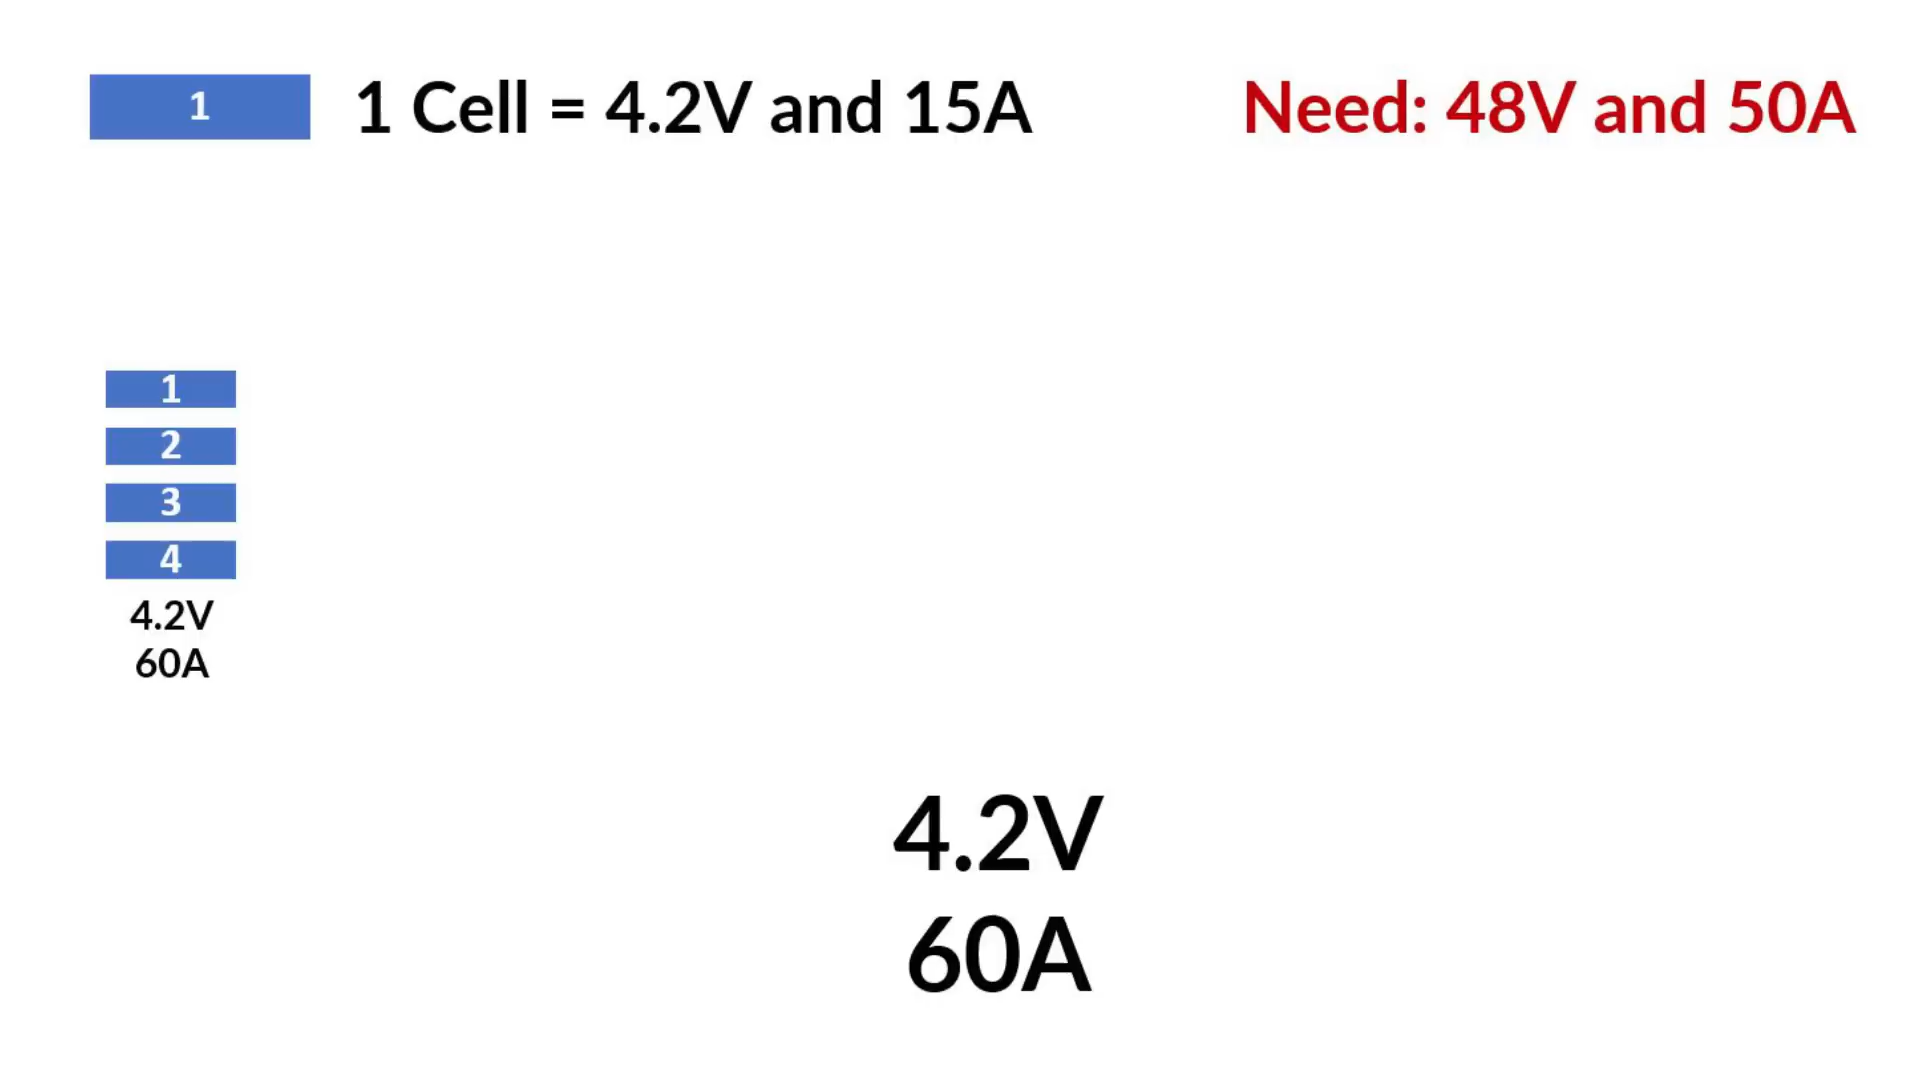 1 1 Cell = 4.2V and 15A Need: 48V and 50A
1
2
3
4
4.2V
60A
4.2V
60A